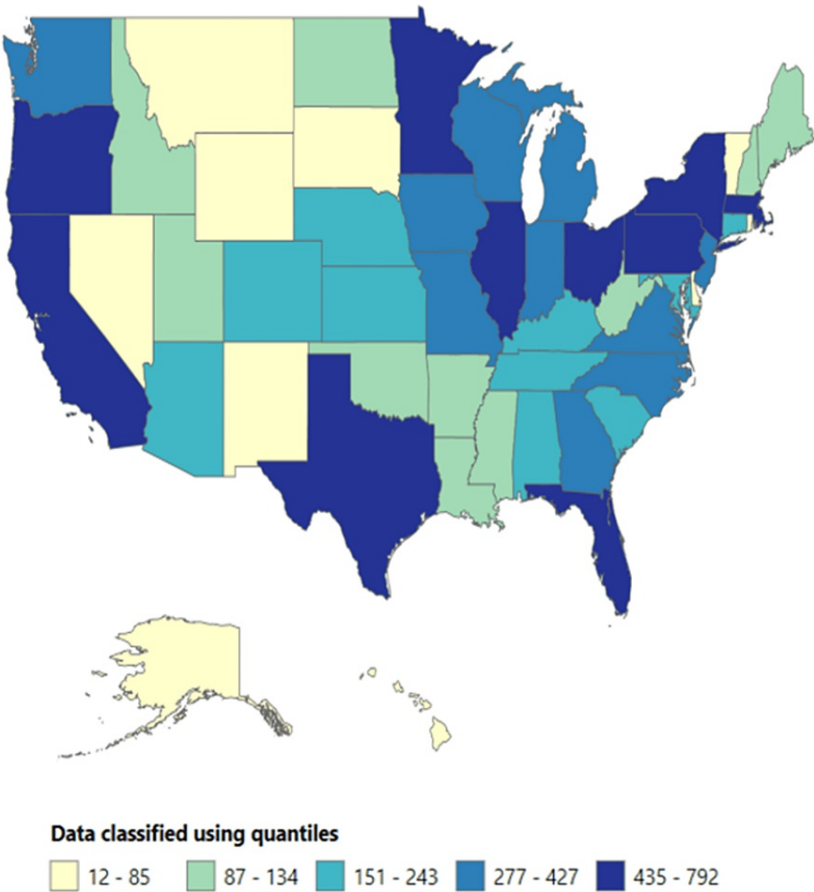 Data classified using quantiles
12 - 85 87 - 134 151 - 243 277 - 427 435 - 792